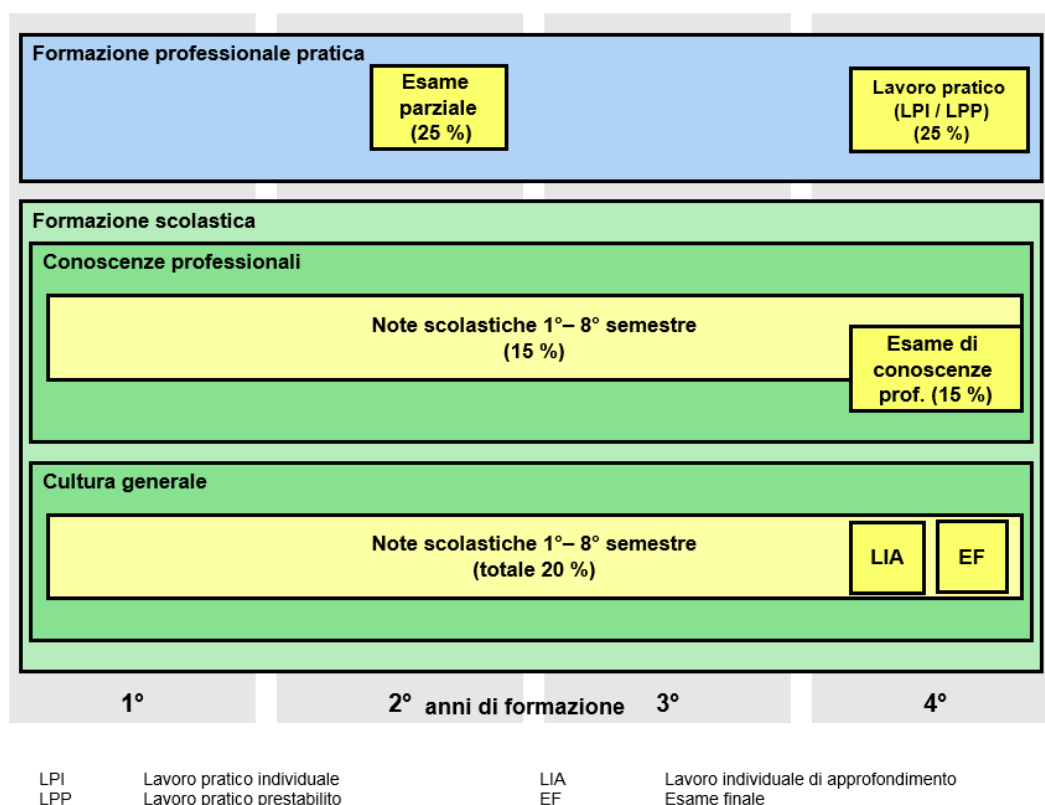 Formazione professionale pratica
Esame
parziale
(25 %)
Lavoro pratico
(LPI / LPP)
(25 %)
Formazione scolastica
Conoscenze professionali
Note scolastiche 1°– 8° semestre
(15 %)
Esame di
conoscenze
prof. (15 %)
Cultura generale
Note scolastiche 1°– 8° semestre
(totale 20 %)
LIA
EF
1°
2°
anni di formazione
3°
4°
LPI Lavoro pratico individuale
LIA Lavoro individuale di approfondimento
LPP Lavoro pratico prestabilito
EF Esame finale